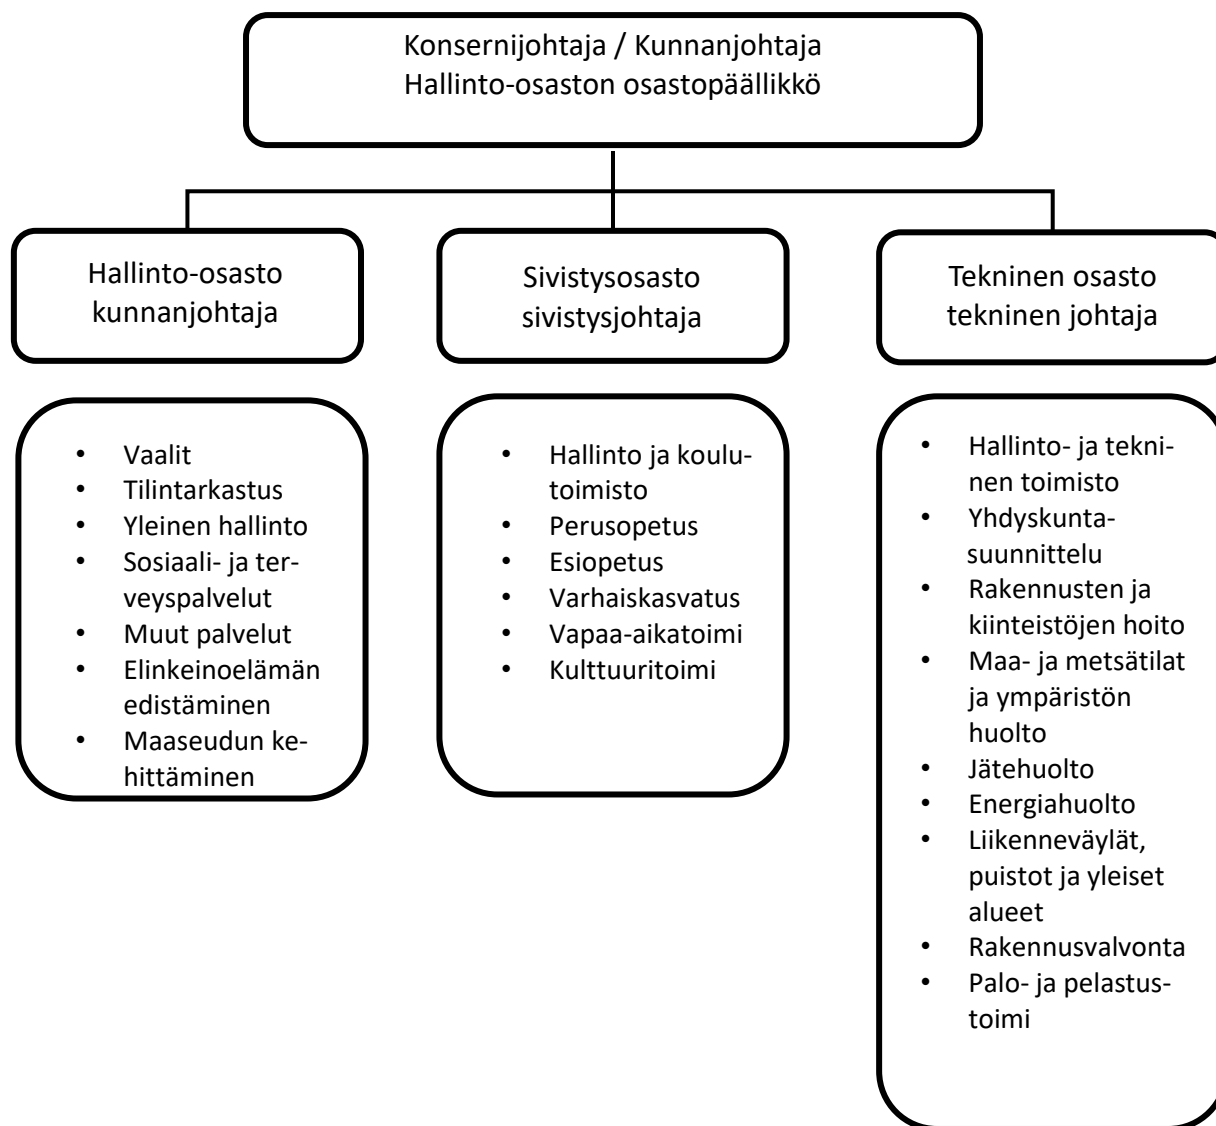 Konsernijohtaja / Kunnanjohtaja
Hallinto-osaston osastopäällikkö
Hallinto-osasto
kunnanjohtaja
Sivistysosasto
sivistysjohtaja
Tekninen osasto
tekninen johtaja
• Vaalit
• Tilintarkastus
• Yleinen hallinto
• Sosiaali- ja ter-
veyspalvelut
• Muut palvelut
• Elinkeinoelämän
edistäminen
• Maaseudun ke-
hittäminen
• Hallinto ja koulu-
toimisto
• Perusopetus
• Esiopetus
• Varhaiskasvatus
• Vapaa-aikatoimi
• Kulttuuritoimi
• Hallinto- ja tekni-
nen toimisto
• Yhdyskunta-
suunnittelu
• Rakennusten ja
kiinteistöjen hoito
• Maa- ja metsätilat
ja ympäristön
huolto
• Jätehuolto
• Energiahuolto
• Liikenneväylät,
puistot ja yleiset
alueet
• Rakennusvalvonta
• Palo- ja pelastus-
toimi